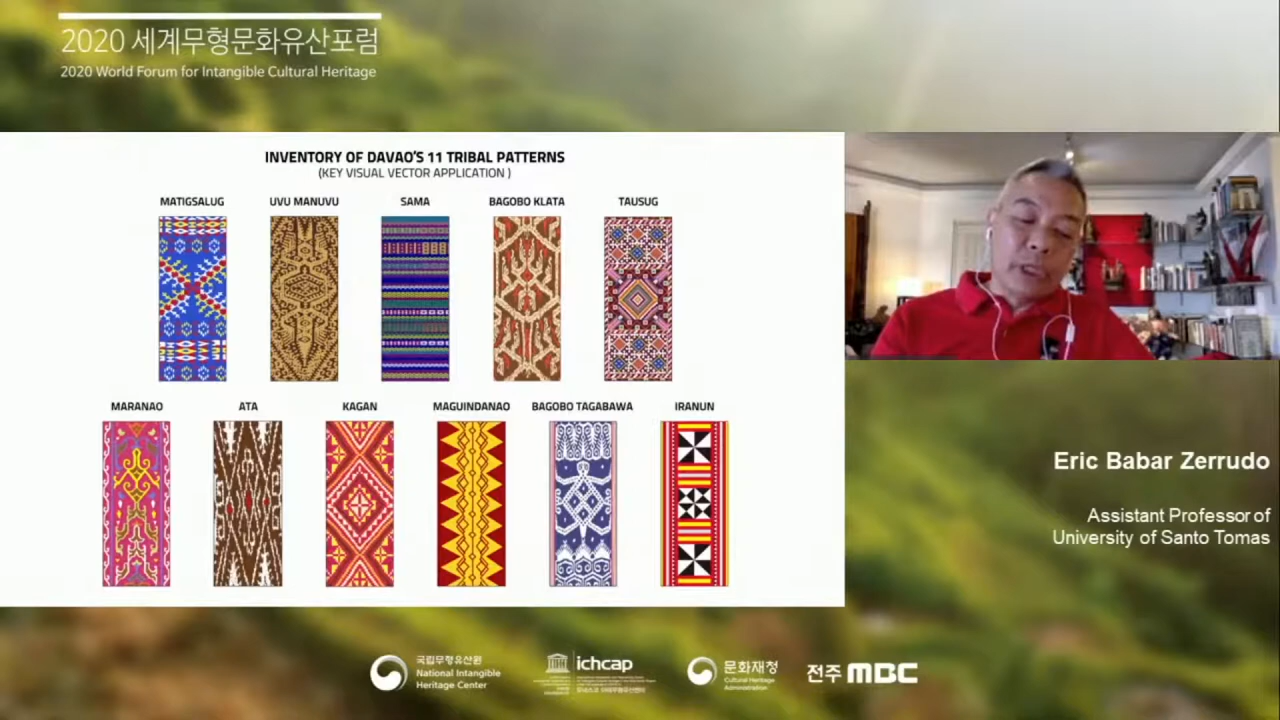 2020 세계무형문화유산포럼
2020 World Forum for Intangible Cultural Heritage
INVENTORY OF DAVAO'S 11 TRIBAL PATTERNS
(KEY VISUAL VECTOR APPLICATION )
MATIGSALUG UVU MANUVU SAMA BAGOBO KLATA TAUSUG
MARANAO ATA KAGAN MAGUINDANAO BAGOBO TAGABAWA IRANUN
Eric Babar Zerrudo
Assistant Professor of
University of Santo Tomas
국립무형유산원
National Intangible
Heritage Center
ichcap
문화재청
Cultural Heritage
Administration
전주 MBC